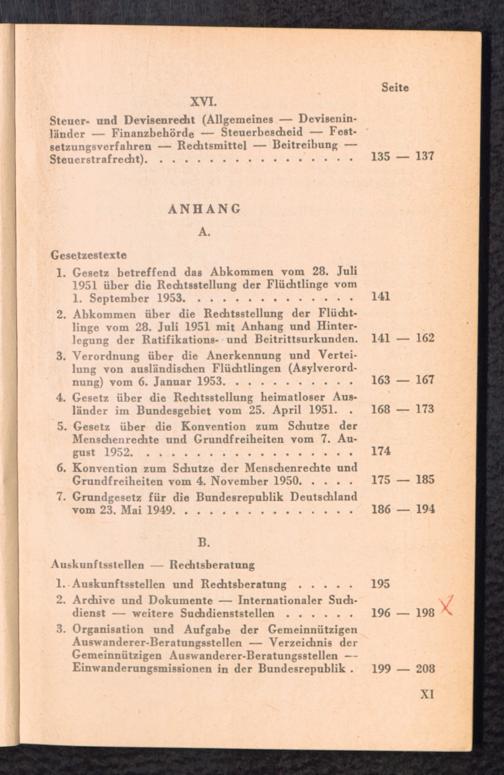 Seite
XVI.
Steuer- und Devisenrecht (Allgemeines — Devisenin-
länder — Finanzbehörde — Steuerbescheid — Fest-
setzungsverfahren — Rechtsmittel — Beitreibung —
Steuerstrafrecht). . . . . . . . . . . . . . . . 135 — 137
ANHANG
A.
Gesetzestexte
1. Gesetz betreffend das Abkommen vom 28. Juli
1951 über die Rechtsstellung der Flüchtlinge vom
1. September 1953. . . . . . . . . . . . . 141
2. Abkommen über die Rechtsstellung der Flücht-
linge vom 28. Juli 1951 mit Anhang und Hinter-
legung der Ratifikations- und Beitrittsurkunden. 141 — 162
3. Verordnung über die Anerkennung und Vertei-
lung von ausländischen Flüchtlingen (Asylverord-
nung) vom 6. Januar 1953. . . . . . . . . . 163 — 167
4. Gesetz über die Rechtsstellung heimatloser Aus-
länder im Bundesgebiet vom 25. April 1951. . 168 — 173
5. Gesetz über die Konvention zum Schutze der
Menschenrechte und Grundfreiheiten vom 7. Au-
gust 1952. . . . . . . . . . . . . . . . . 174
6. Konvention zum Schutze der Menschenrechte und
Grundfreiheiten vom 4. November 1950. . . . . 175 — 185
7. Grundgesetz für die Bundesrepublik Deutschland
vom 23. Mai 1949. . . . . . . . . . . . . . 186 — 194
B.
Auskunftsstellen — Rechtsberatung
1. Auskunftsstellen und Rechtsberatung . . . . . 195
2. Archive und Dokumente — Internationaler Such-
dienst — weitere Suchdienststellen . . . . . . 196 — 198 X
3. Organisation und Aufgabe der Gemeinnützigen
Auswanderer-Beratungsstellen — Verzeichnis der
Gemeinnützigen Auswanderer-Beratungsstellen —
Einwanderungsmissionen in der Bundesrepublik . 199 — 208
XI